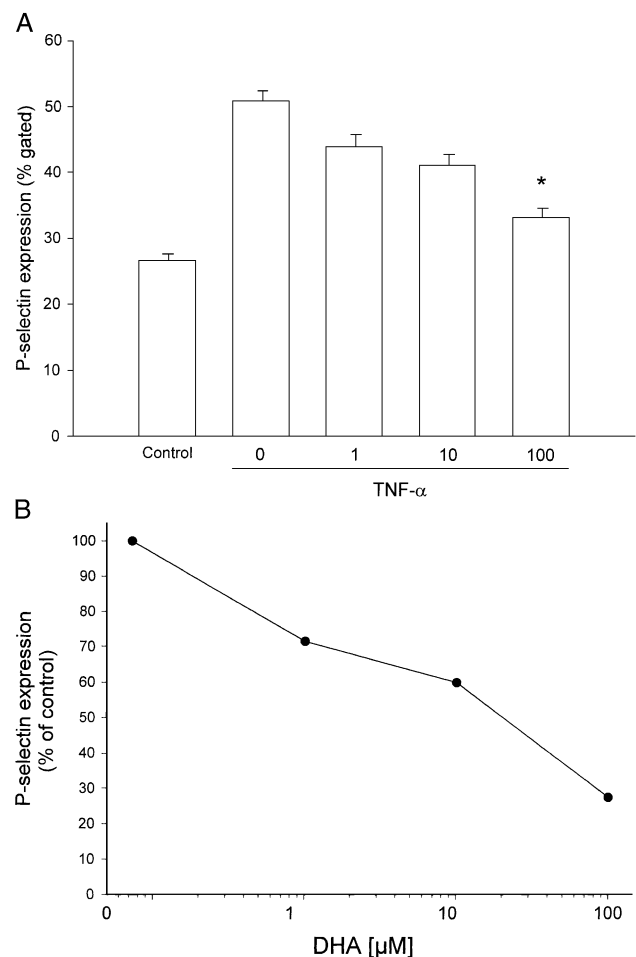 A
P-selectin expression (% gated)
60
50
40
30
20
10
0
*
Control 0 1 10 100
TNF-α
B
P-selectin expression
(% of control)
100
90
80
70
60
50
40
30
20
10
0
0 1 10 100
DHA [µM]